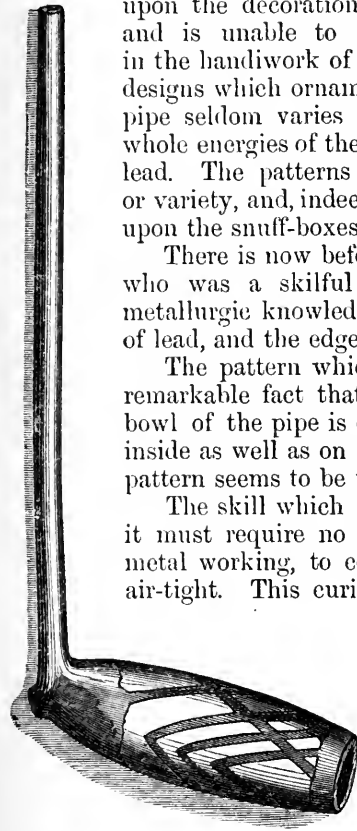 upon the decoration
and is unable to
in the handiwork of
designs which ornam
pipe seldom varies
whole energies of the
lead. The patterns
or variety, and, indee
upon the snuff-boxes
There is now befo
who was a skilful
metallurgic knowled
of lead, and the edge
The pattern whic
remarkable fact that
bowl of the pipe is
inside as well as on
pattern seems to be
The skill which
it must require no
metal working, to c
air-tight. This curi